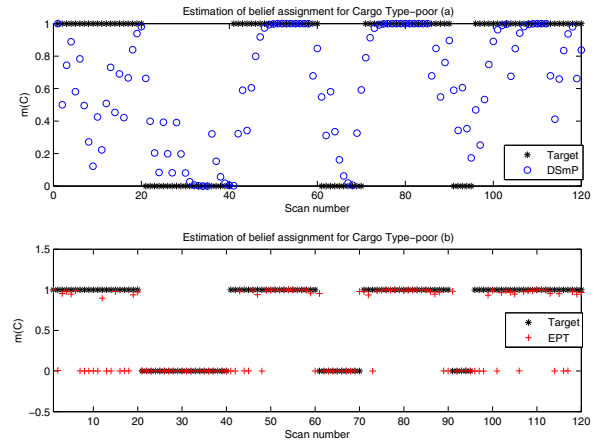 Estimation of belief assignment for Cargo Type−poor (a)
1
0.8
0.6
0.4
0.2
0
m(C)
0 20 40 60 80 100 120
Scan number
Target
DSmP
Estimation of belief assignment for Cargo Type−poor (b)
1.5
1
0.5
0
−0.5
m(C)
10 20 30 40 50 60 70 80 90 100 110 120
Scan number
Target
EPT